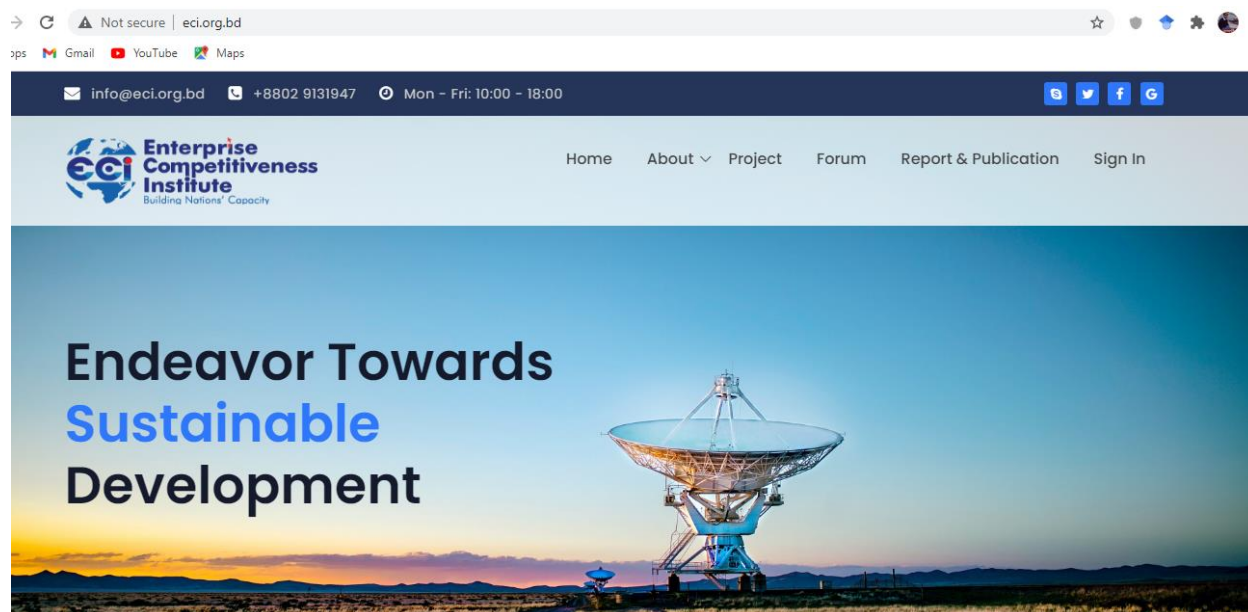 Not secure | eci.org.bd
Gmail YouTube Maps
info@eci.org.bd +8802 9131947 Mon - Fri: 10:00 - 18:00
Enterprise
Competitiveness
Institute
Building Nations' Capacity
eci
Home About Project Forum Report & Publication Sign In
Endeavor Towards
Sustainable
Development